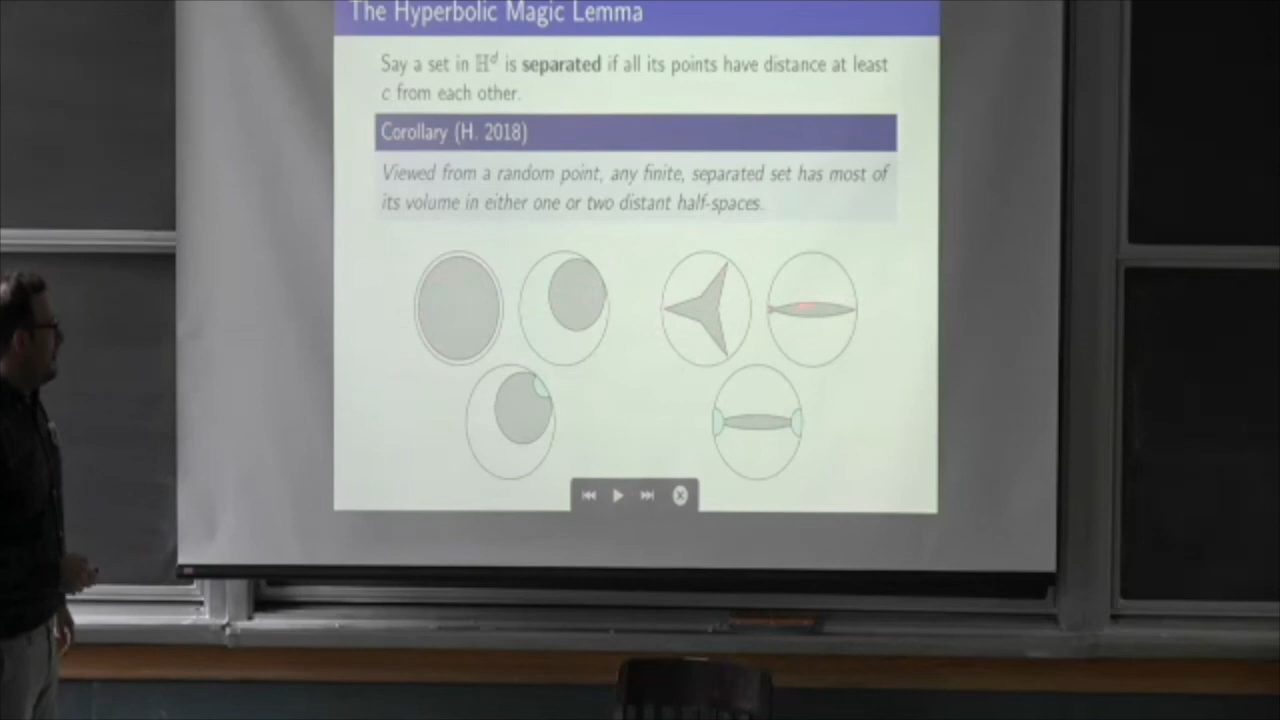 The Hyperbolic Magic Lemma
Say a set in ℍᵈ is separated if all its points have distance at least
c from each other.
Corollary (H. 2018)
Viewed from a random point, any finite, separated set has most of
its volume in either one or two distant half-spaces.